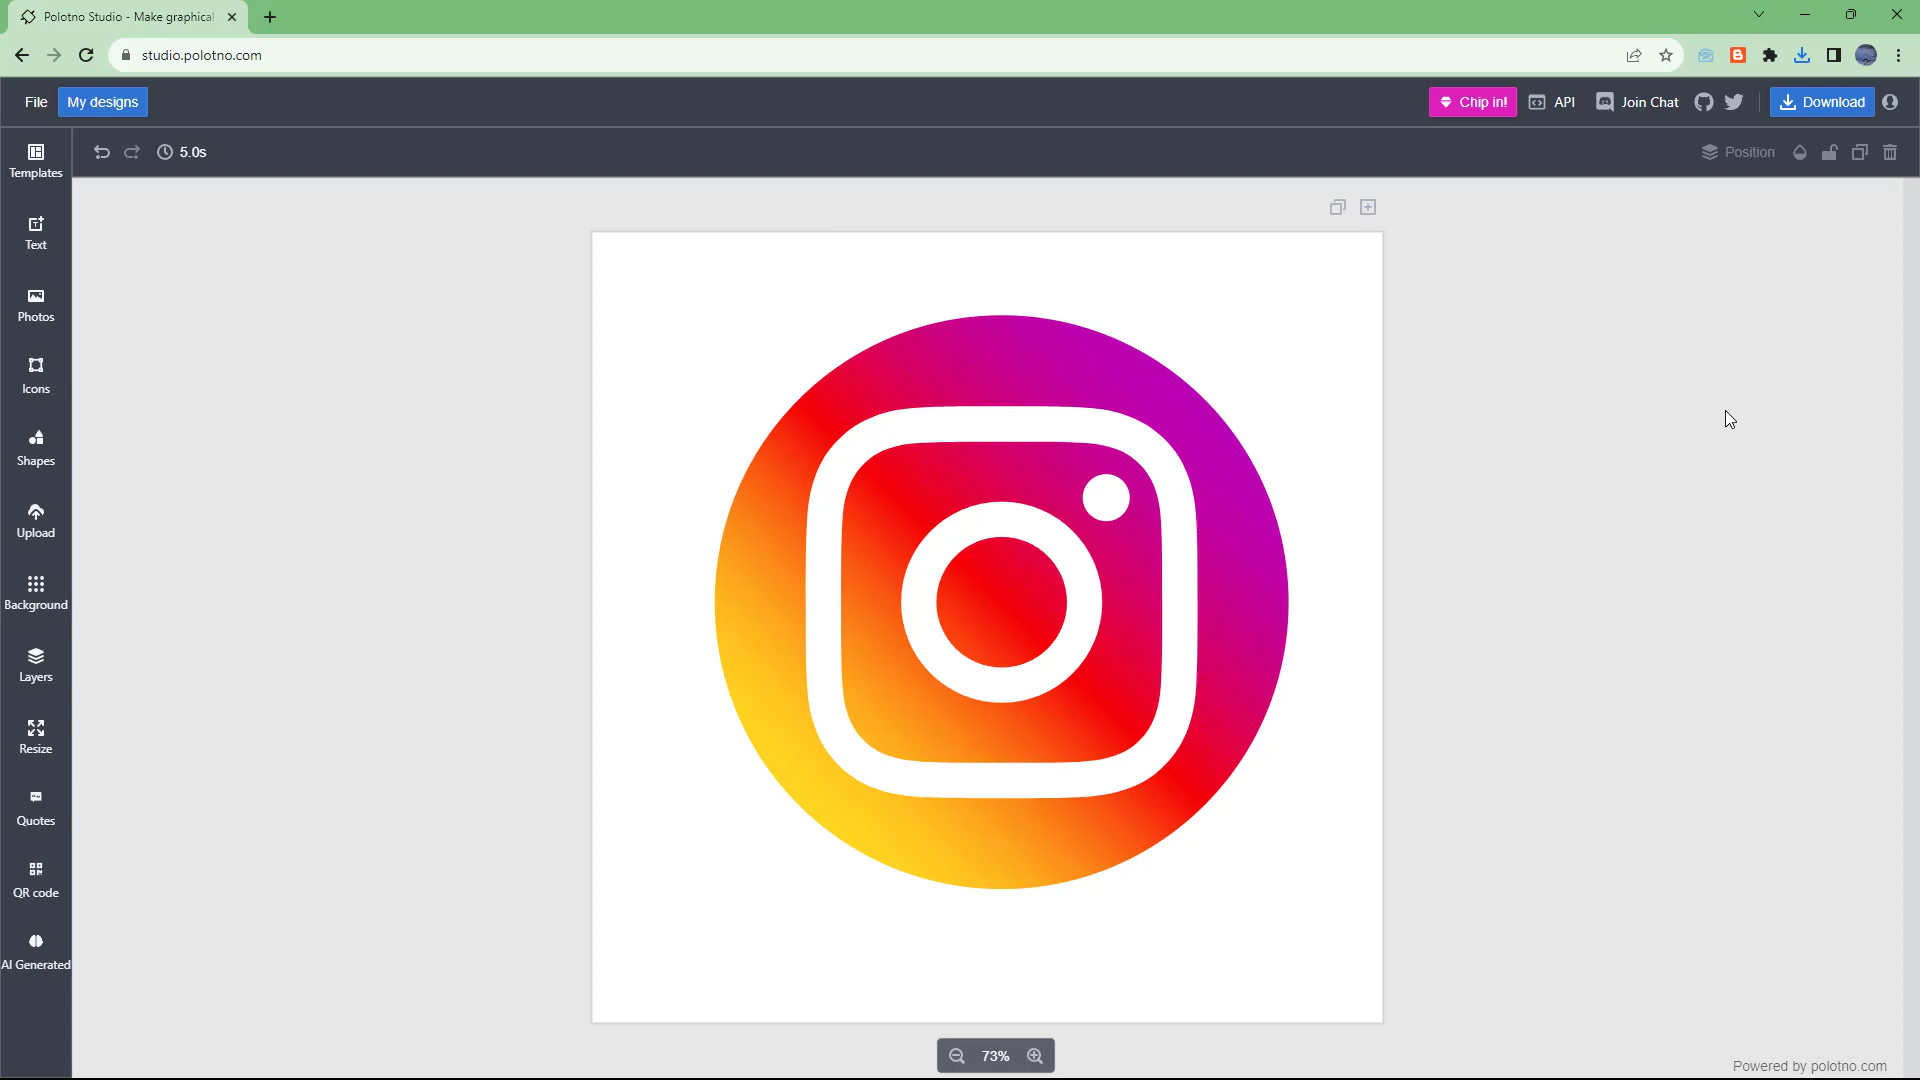 Polotno Studio - Make graphical
studio.polotno.com
File
My designs
Chip in!
API
Join Chat
Download
5.0s
Position
Templates
Text
Photos
Icons
Shapes
Upload
Background
Layers
Resize
Quotes
QR code
AI Generated
73%
Powered by polotno.com